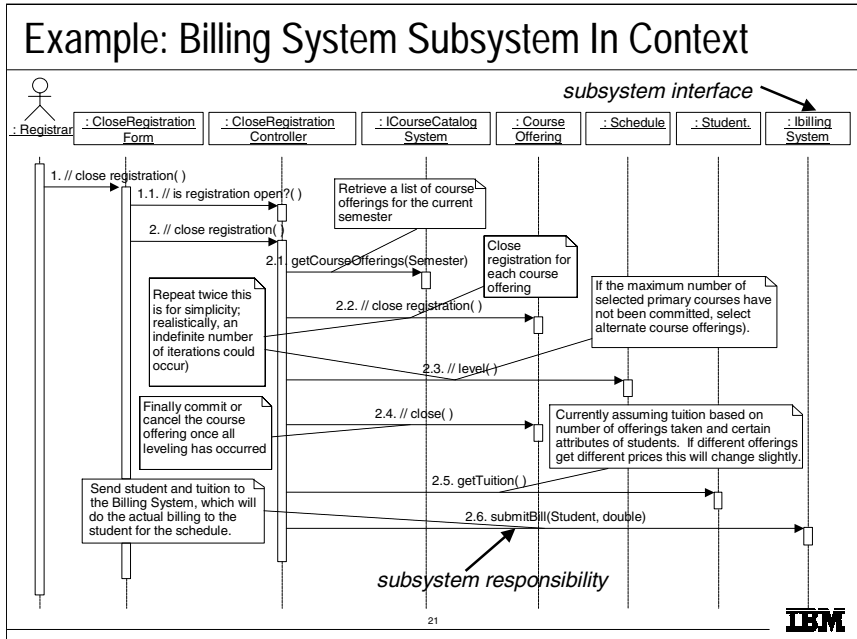 Example: Billing System Subsystem In Context
subsystem interface
: Registrar
: CloseRegistration
Form
: CloseRegistration
Controller
: ICourseCatalog
System
: Course
Offering
: Schedule
: Student.
: Ibilling
System
1. // close registration( )
1.1. // is registration open?( )
Retrieve a list of course
offerings for the current
semester
2. // close registration( )
2.1. getCourseOfferings(Semester)
Close
registration for
each course
offering
Repeat twice this
is for simplicity;
realistically, an
indefinite number
of iterations could
occur)
2.2. // close registration( )
If the maximum number of
selected primary courses have
not been committed, select
alternate course offerings).
2.3. // level( )
Finally commit or
cancel the course
offering once all
leveling has occurred
2.4. // close( )
Currently assuming tuition based on
number of offerings taken and certain
attributes of students. If different offerings
get different prices this will change slightly.
2.5. getTuition( )
Send student and tuition to
the Billing System, which will
do the actual billing to the
student for the schedule.
2.6. submitBill(Student, double)
subsystem responsibility
21
IBM